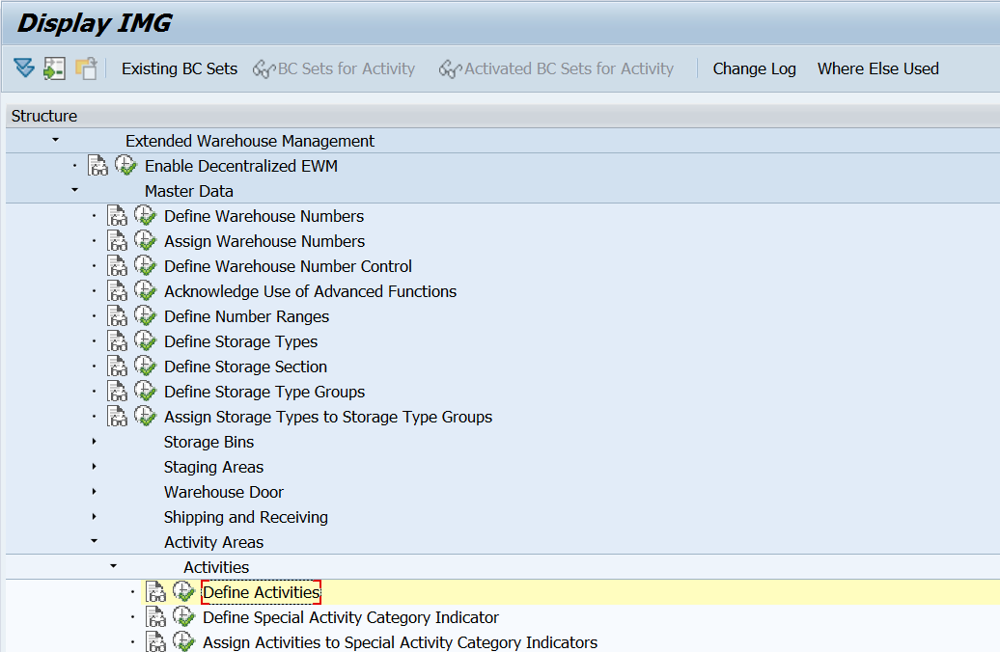 Display IMG
Existing BC Sets BC Sets for Activity Activated BC Sets for Activity Change Log Where Else Used
Structure
Extended Warehouse Management
Enable Decentralized EWM
Master Data
Define Warehouse Numbers
Assign Warehouse Numbers
Define Warehouse Number Control
Acknowledge Use of Advanced Functions
Define Number Ranges
Define Storage Types
Define Storage Section
Define Storage Type Groups
Assign Storage Types to Storage Type Groups
Storage Bins
Staging Areas
Warehouse Door
Shipping and Receiving
Activity Areas
Activities
Define Activities
Define Special Activity Category Indicator
Assign Activities to Special Activity Category Indicators